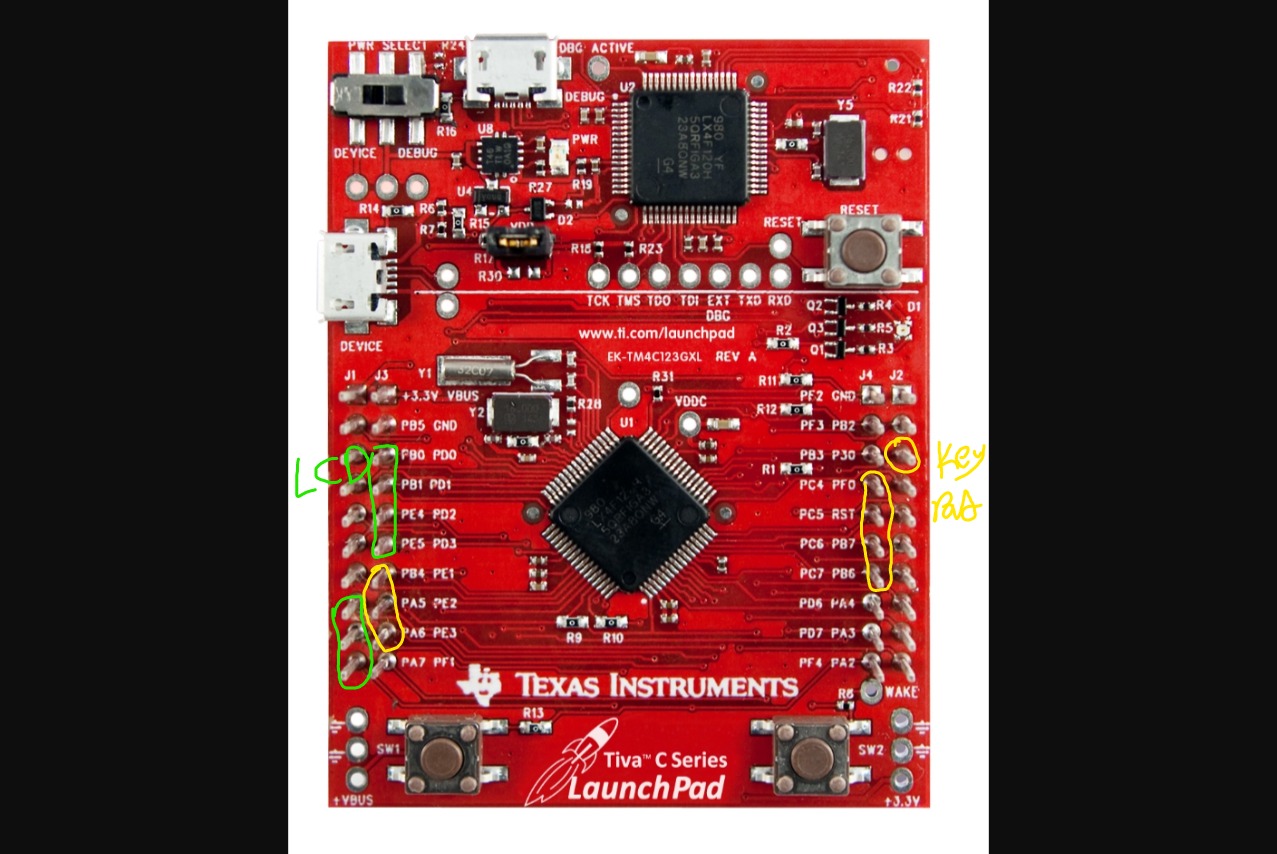 PWR SELECT
R24
DBG ACTIVE
DEBUG
U2
R22
R21
Y5
980 YF
LX4F120H
5QRFIGA3
23A80NW
G4
R16
U8
PWR
DEVICE DEBUG
R19
R27
U4
D2
R14
R6
R15
R7
RESET
RESET
R17
R18
R23
R30
TCK TMS TDO TDI EXT TXD RXD
DBG
www.ti.com/launchpad
EK-TM4C123GXL REV A
DEVICE
Q2 R4 D1
Q3 R5
Q1 R3
R2
Y1
R31
R11
R12
R1
Y2
R28
VDDC
U1
J1 J3
J4 J2
+3.3V VBUS
PF2 GND
PB5 GND
PF3 PB2
PB0 PD0
PB3 P30
PB1 PD1
PC4 PF0
PE4 PD2
PC5 RST
PE5 PD3
PC6 PB7
PB4 PE1
PC7 PB6
PA5 PE2
PD6 PA4
PA6 PE3
PD7 PA3
PA7 PF1
PF4 PA2
LCD
Key
Pad
R9 R10
TEXAS INSTRUMENTS
R8
WAKE
R13
SW1
SW2
Tiva™ C Series
LaunchPad
+VBUS
+3.3V